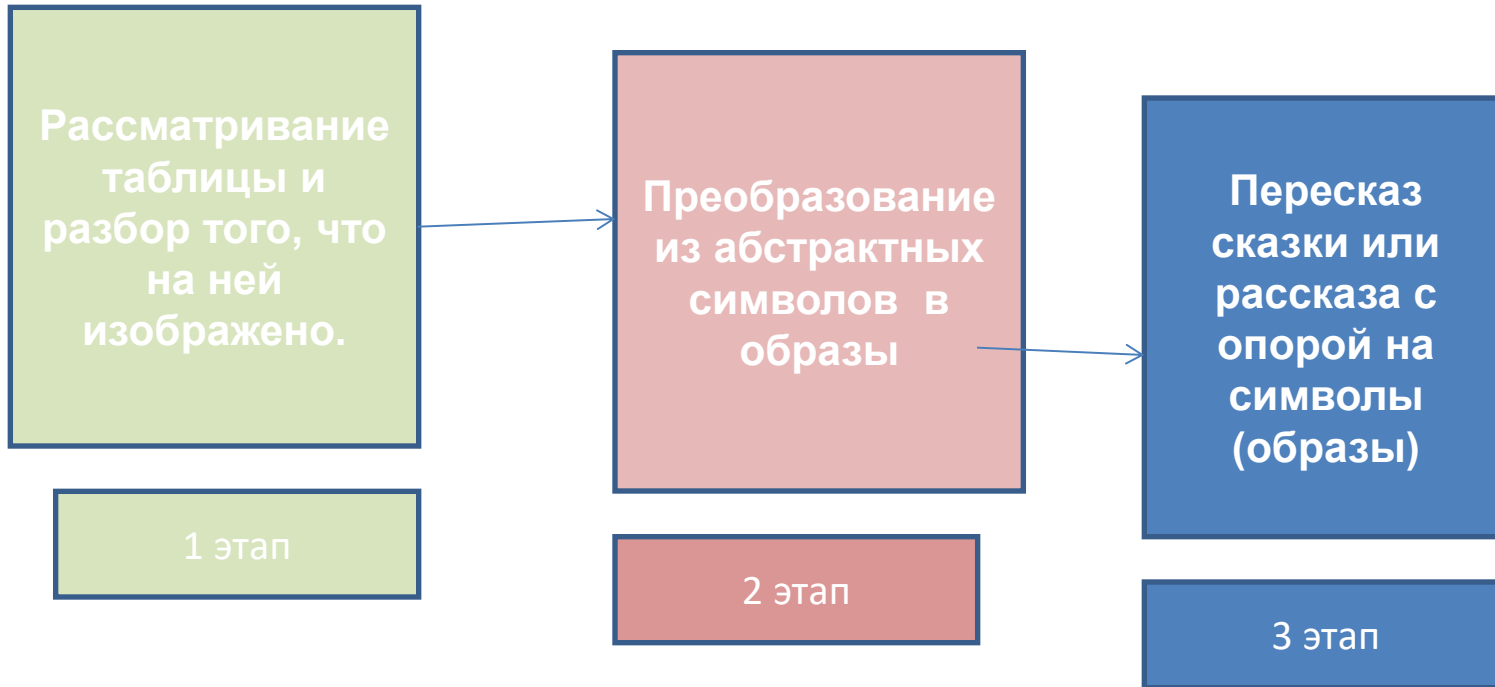 Рассматривание
таблицы и
разбор того, что
на ней
изображено.
1 этап
Преобразование
из абстрактных
символов в
образы
2 этап
Пересказ
сказки или
рассказа с
опорой на
символы
(образы)
3 этап